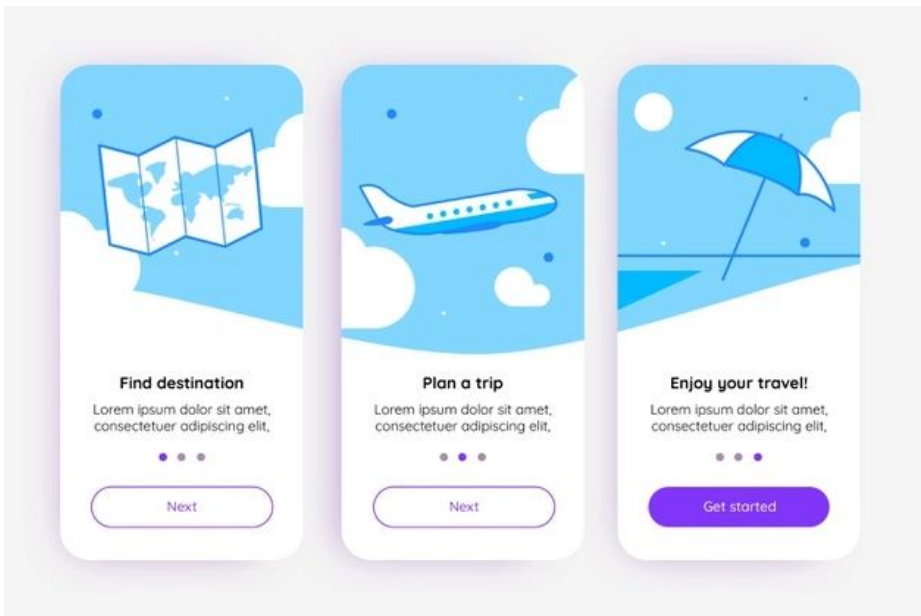 Find destination
Lorem ipsum dolor sit amet,
consectetuer adipiscing elit,
Next
Plan a trip
Lorem ipsum dolor sit amet,
consectetuer adipiscing elit,
Next
Enjoy your travel!
Lorem ipsum dolor sit amet,
consectetuer adipiscing elit,
Get started